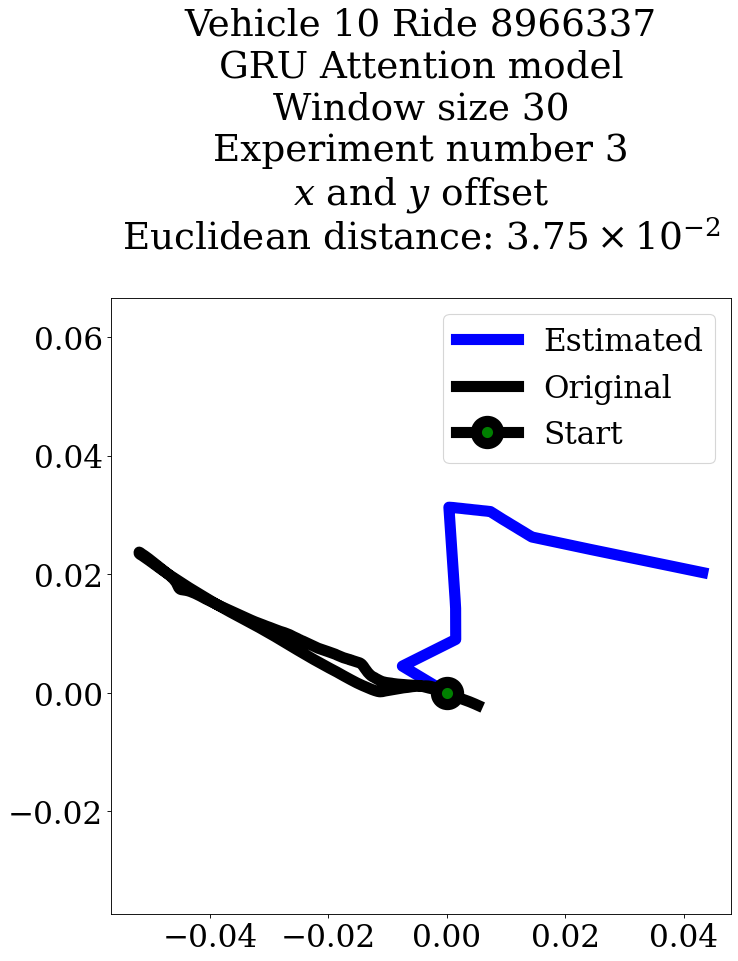 Vehicle 10 Ride 8966337
GRU Attention model
Window size 30
Experiment number 3
x and y offset
Euclidean distance: 3.75 × 10⁻²
Estimated
Original
Start
0.06
0.04
0.02
0.00
−0.02
−0.04
−0.02
0.00
0.02
0.04